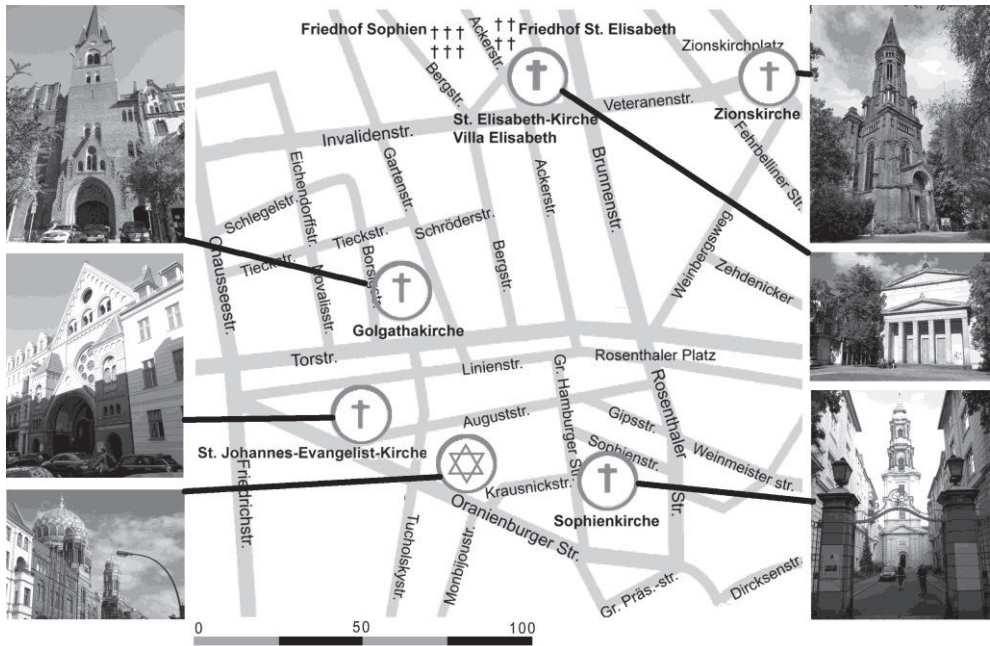 Friedhof Sophien
Friedhof St. Elisabeth
Ackerstr.
Bergstr.
Zionskirchplatz
Veteranenstr.
Zionskirche
St. Elisabeth-Kirche
Villa Elisabeth
Invalidenstr.
Fehrbelliner Str.
Eichendorffstr.
Gartenstr.
Ackerstr.
Brunnenstr.
Schlegelstr.
Tieckstr.
Schröderstr.
Tieckstr.
Chausseestr.
Novalisstr.
Borsigstr.
Bergstr.
Weinbergsweg
Zehdenicker
Golgathakirche
Torstr.
Linienstr.
Rosenthaler Platz
Gr. Hamburger Str.
Rosenthaler
Str.
Auguststr.
Gipsstr.
Sophienstr.
Weinmeister str.
St. Johannes-Evangelist-Kirche
Friedrichstr.
Krausnickstr.
Sophienkirche
Oranienburger Str.
Tucholskystr.
Monbijoustr.
Gr. Präs.-str.
Dircksenstr.
0 50 100